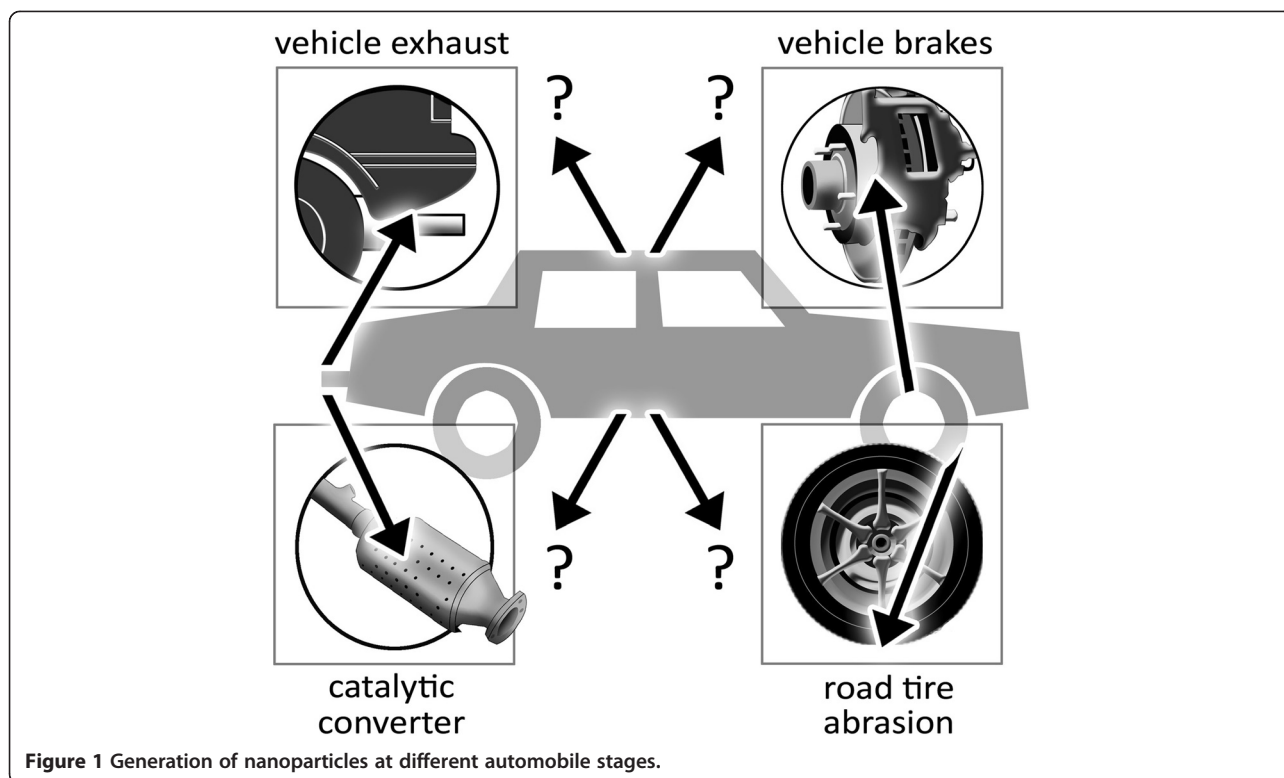 vehicle exhaust
vehicle brakes
? ?
? ?
catalytic
converter
road tire
abrasion
Figure 1 Generation of nanoparticles at different automobile stages.